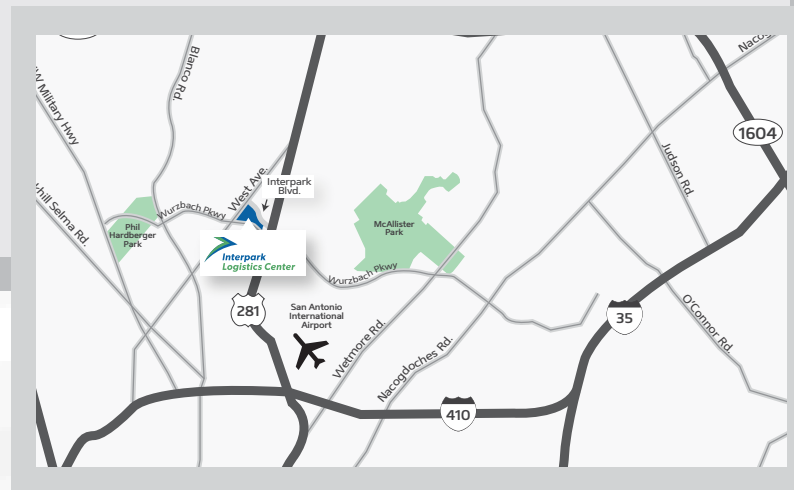 Nacog
Blanco Rd.
W Military Hwy
1604
Judson Rd.
West Ave.
Interpark
Blvd.
Wurzbach Pkwy
khill Selma Rd.
Phil
Hardberger
Park
McAllister
Park
Interpark
Logistics Center
Wurzbach Pkwy
281
San Antonio
International
Airport
35
O'Connor Rd.
Wetmore Rd.
Nacogdoches Rd.
410